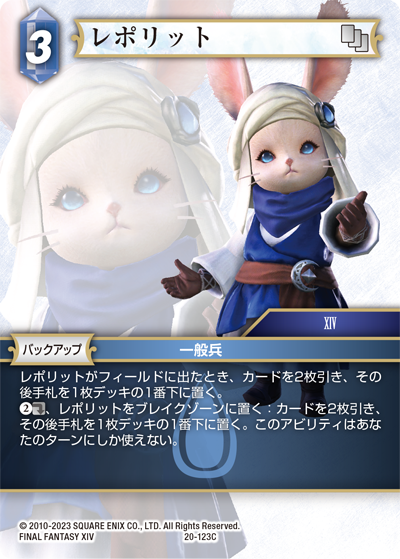 3
レポリット
XIV
バックアップ
一般兵
レポリットがフィールドに出たとき、カードを2枚引き、その
後手札を1枚デッキの1番下に置く。
2、レポリットをブレイクゾーンに置く：カードを2枚引き、
その後手札を1枚デッキの1番下に置く。このアビリティはあな
たのターンにしか使えない。
© 2010-2023 SQUARE ENIX CO., LTD. All Rights Reserved.
FINAL FANTASY XIV
20-123C